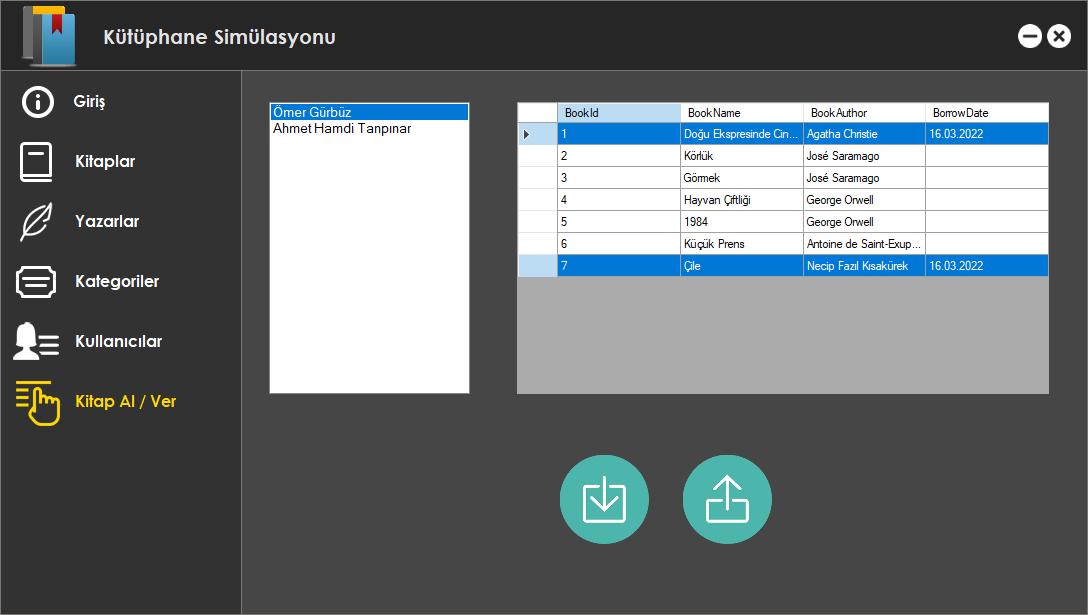 Kütüphane Simülasyonu
Giriş
Kitaplar
Yazarlar
Kategoriler
Kullanıcılar
Kitap Al / Ver
Ömer Gürbüz
Ahmet Hamdi Tanpınar
BookId BookName BookAuthor BorrowDate
1 Doğu Ekspresinde Cin... Agatha Christie 16.03.2022
2 Körlük José Saramago
3 Görmek José Saramago
4 Hayvan Çiftliği George Orwell
5 1984 George Orwell
6 Küçük Prens Antoine de Saint-Exup...
7 Çile Necip Fazıl Kısakürek 16.03.2022